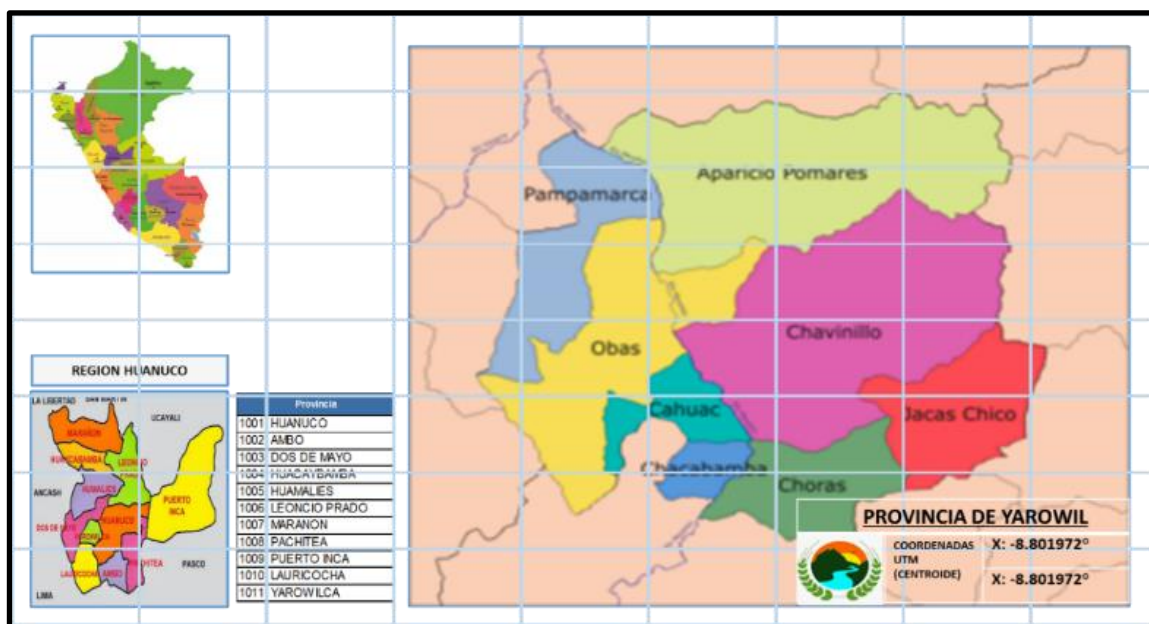 REGION HUANUCO
LA LIBERTAD
UCAYALI
MARAÑON
HUACAYBAMBA
LEONCIO
HUMALIES
ANCASH
PUERTO
INCA
DOS DE MAYO
HUANUCO
PACHITEA
LAURICOCHA
AMBO
PASCO
LIMA
Provincia
1001 HUANUCO
1002 AMBO
1003 DOS DE MAYO
1004 HUACAYBAMBA
1005 HUAMALIES
1006 LEONCIO PRADO
1007 MARANON
1008 PACHITEA
1009 PUERTO INCA
1010 LAURICOCHA
1011 YAROWILCA
Aparicio Pomares
Pampamarca
Chavinillo
Obas
Cahuac
Jacas Chico
Chacabamba
Choras
PROVINCIA DE YAROWIL
COORDENADAS
UTM
(CENTROIDE)
X: -8.801972°
X: -8.801972°